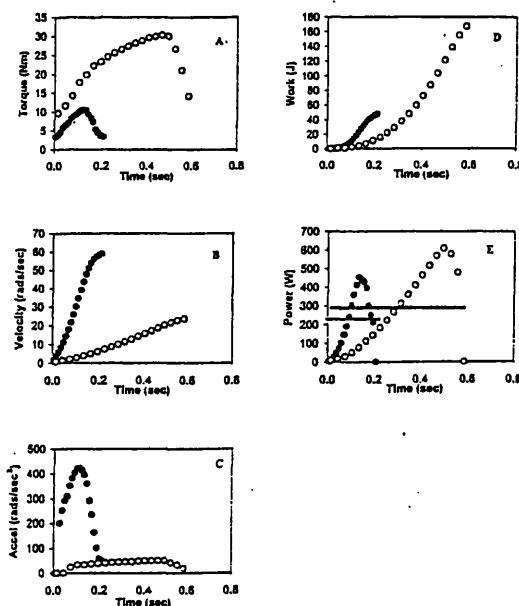 A
Torque (Nm)
35
30
25
20
15
10
5
0
0.0 0.2 0.4 0.6 0.8
Time (sec)
D
Work (J)
180
160
140
120
100
80
60
40
20
0
0.0 0.2 0.4 0.6 0.8
Time (sec)
B
Velocity (rads/sec)
70
60
50
40
30
20
10
0
0.0 0.2 0.4 0.6 0.8
Time (sec)
E
Power (W)
700
600
500
400
300
200
100
0
0.0 0.2 0.4 0.6 0.8
Time (sec)
C
Accel (rads/sec²)
500
400
300
200
100
0
0.0 0.2 0.4 0.6 0.8
Time (sec)